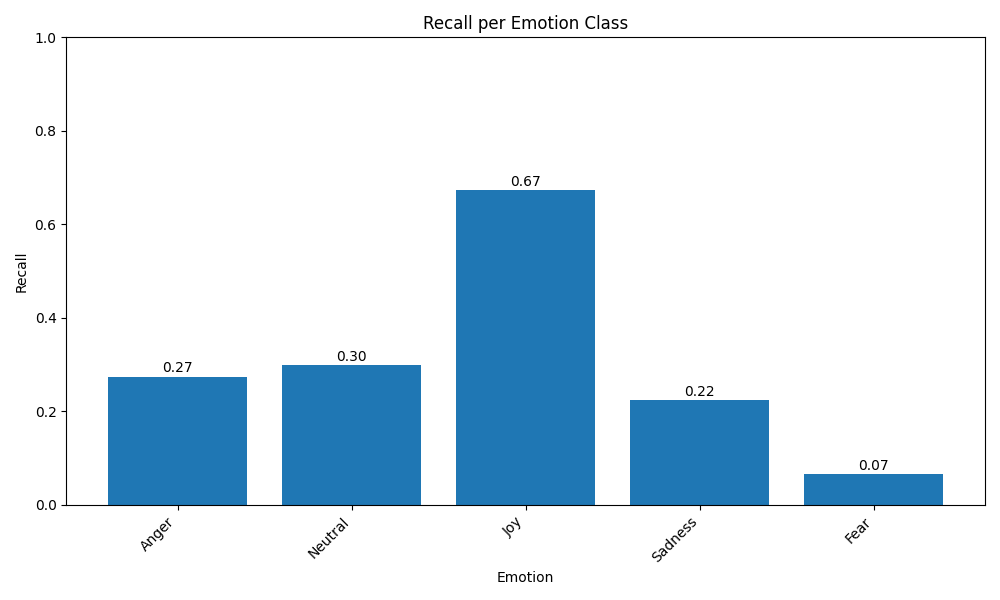 Recall per Emotion Class
1.0
0.8
0.6
0.4
0.2
0.0
Recall
0.27
0.30
0.67
0.22
0.07
Anger
Neutral
Joy
Sadness
Fear
Emotion